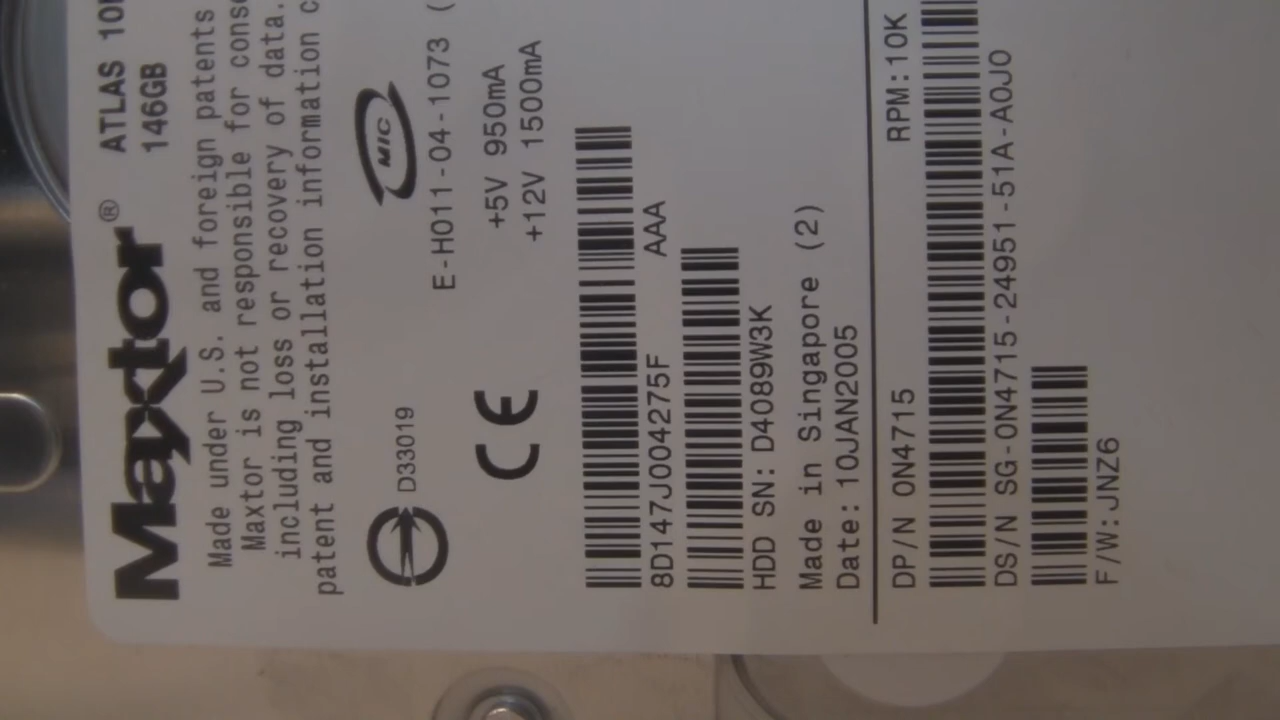 Maxtor® ATLAS 10
146GB
Made under U.S. and foreign patents
Maxtor is not responsible for cons
including loss or recovery of data.
patent and installation information c
D33019
MIC
E-H011-04-1073 (
CE
+5V 950mA
+12V 1500mA
8D147J004275F AAA
HDD SN: D4089W3K
Made in Singapore (2)
Date: 10JAN2005
DP/N 0N4715 RPM:10K
DS/N SG-0N4715-24951-51A-A0J0
F/W:JNZ6